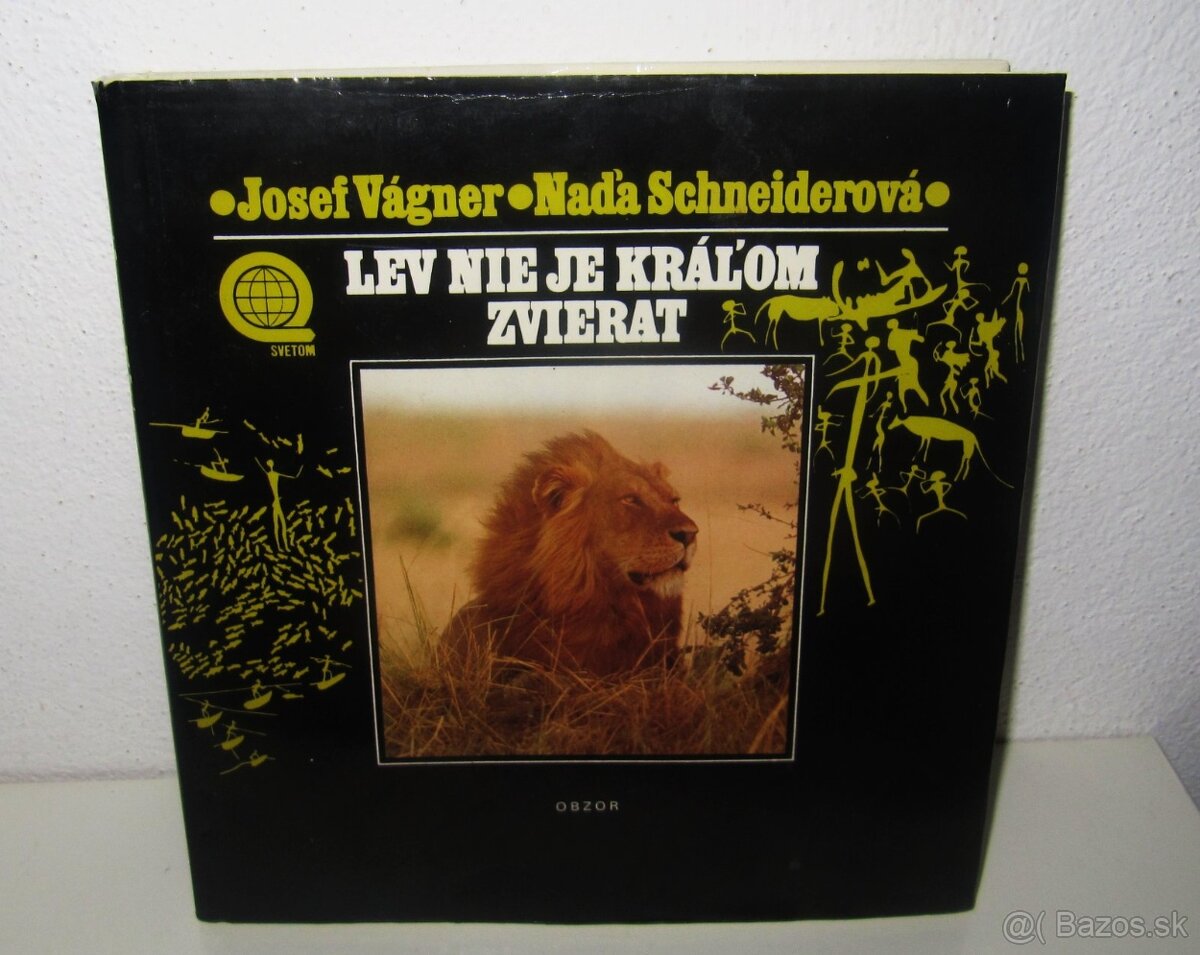 •Josef Vágner•Naďa Schneiderová•
LEV NIE JE KRÁĽOM
ZVIERAT
SVETOM
OBZOR
@( Bazos.sk